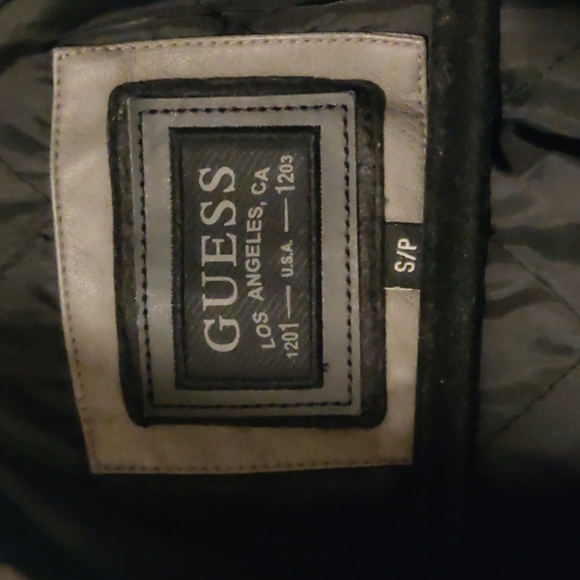 GUESS
LOS ANGELES, CA
1201 — U.S.A. — 1203
S/P